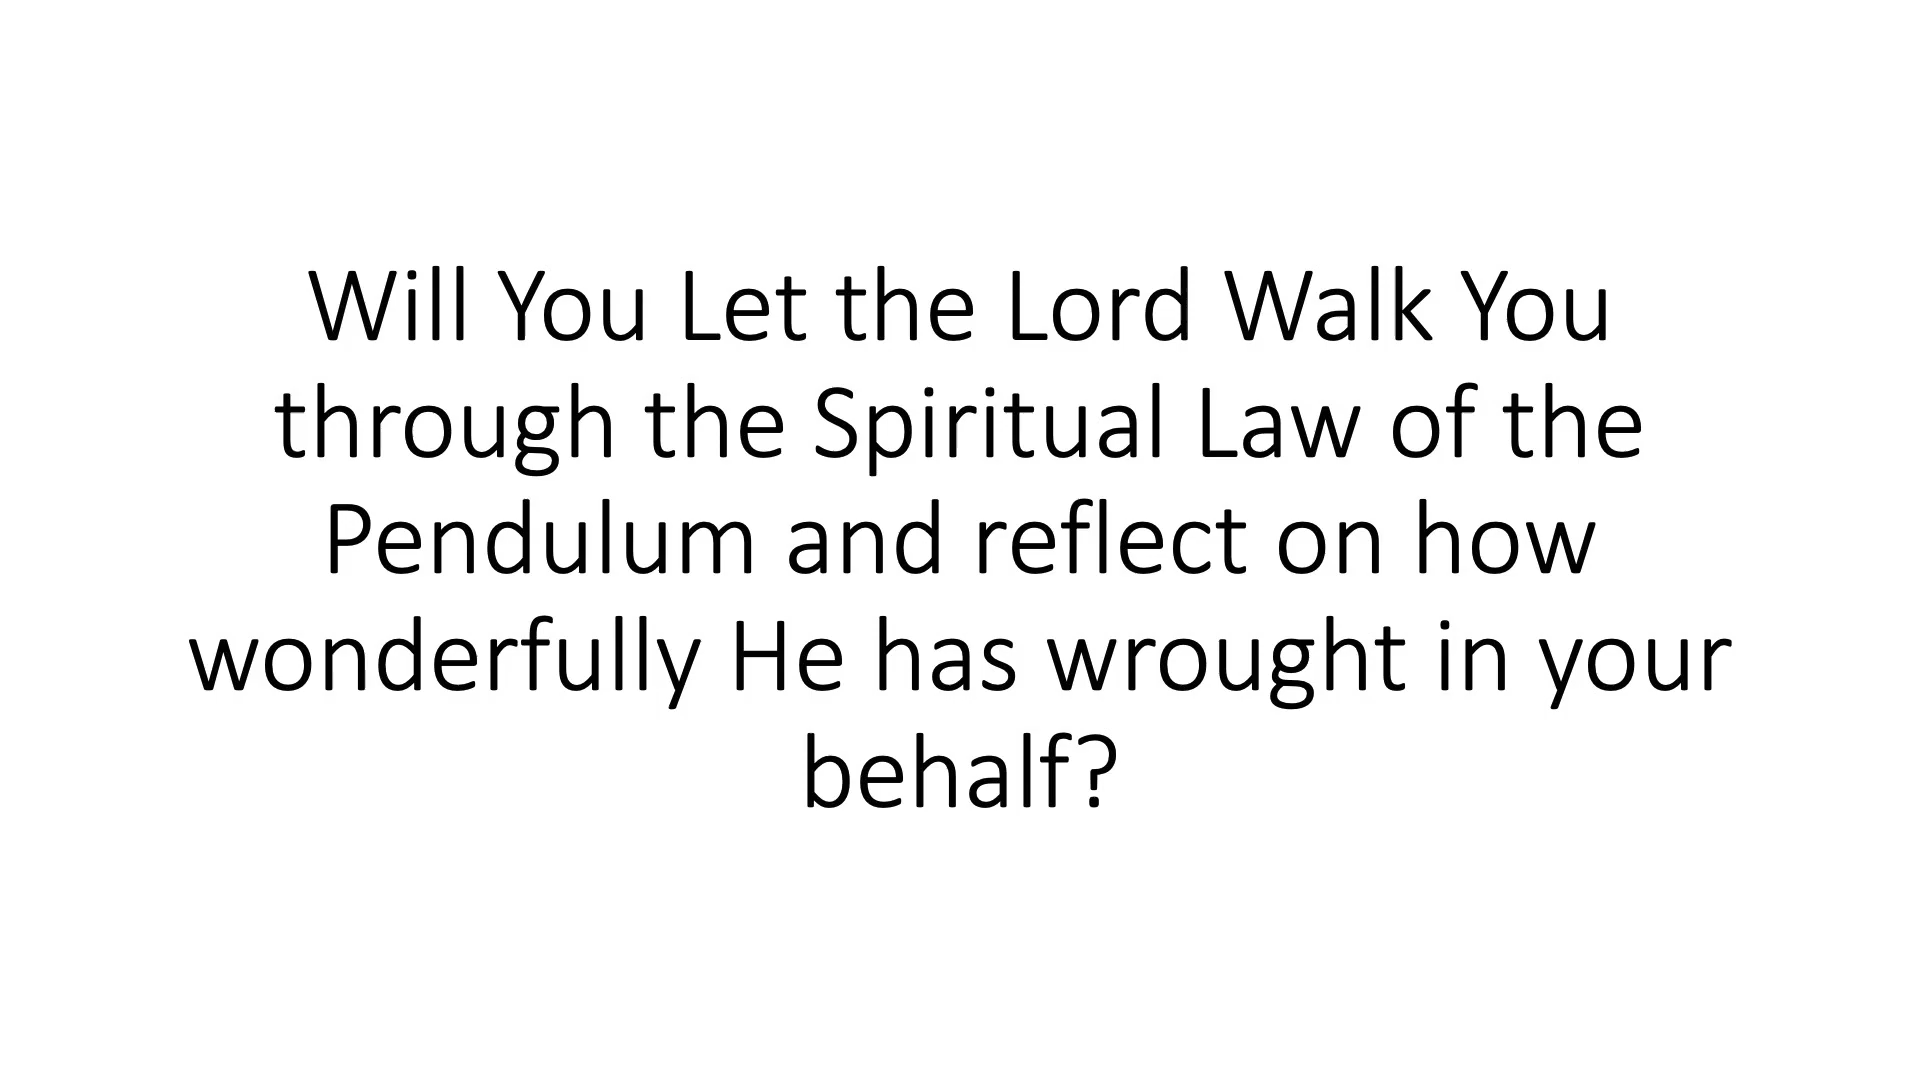 Will You Let the Lord Walk You
through the Spiritual Law of the
Pendulum and reflect on how
wonderfully He has wrought in your
behalf?